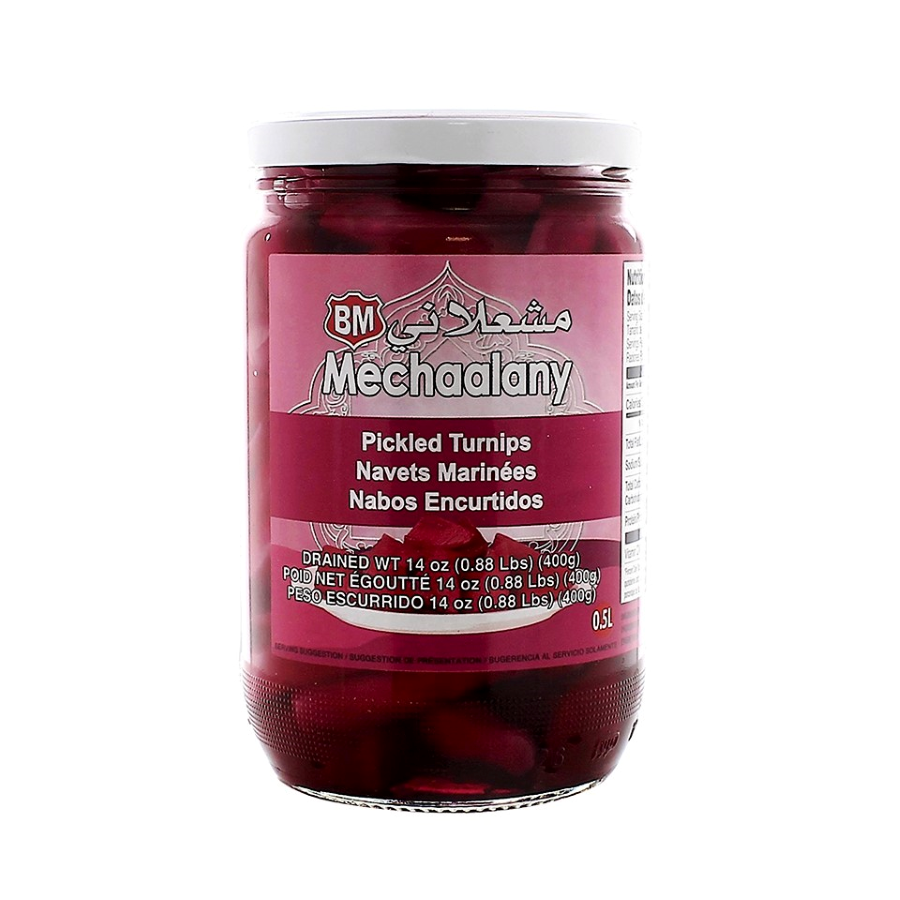 BM مشعلاني
Mechaalany
Pickled Turnips
Navets Marinées
Nabos Encurtidos
DRAINED WT 14 oz (0.88 Lbs) (400g)
POID NET ÉGOUTTÉ 14 oz (0.88 Lbs) (400g)
PESO ESCURRIDO 14 oz (0.88 Lbs) (400g)
0.5L
SERVING SUGGESTION / SUGGESTION DE PRESENTATION / SUGERENCIA AL SERVICIO SOLAMENTE